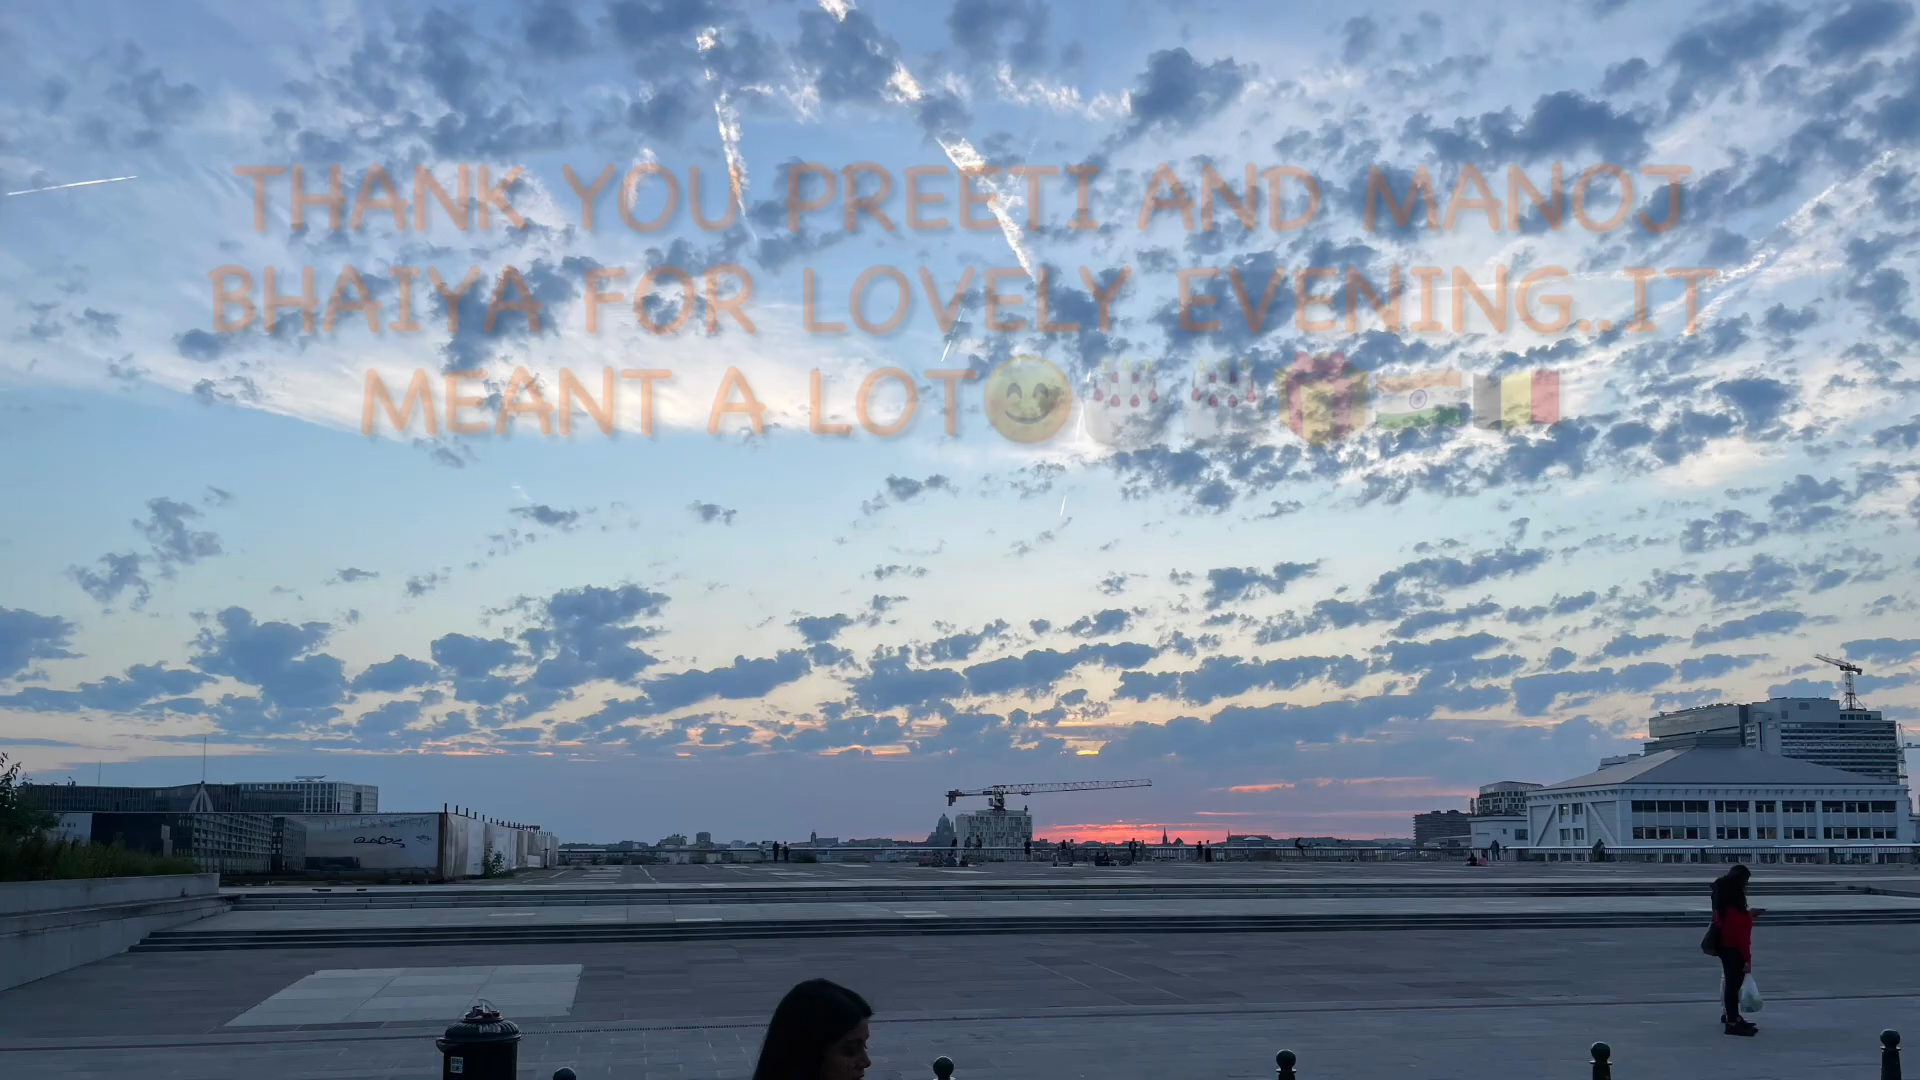 THANK YOU PREETI AND MANOJ
BHAIYA FOR LOVELY EVENING..IT
MEANT A LOT😊🎂🎂🎁🇮🇳🇧🇪